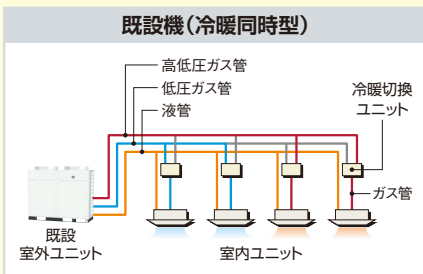 既設機(冷暖同時型)
高低圧ガス管
低圧ガス管
液管
冷暖切換
ユニット
ガス管
既設
室外ユニット
室内ユニット